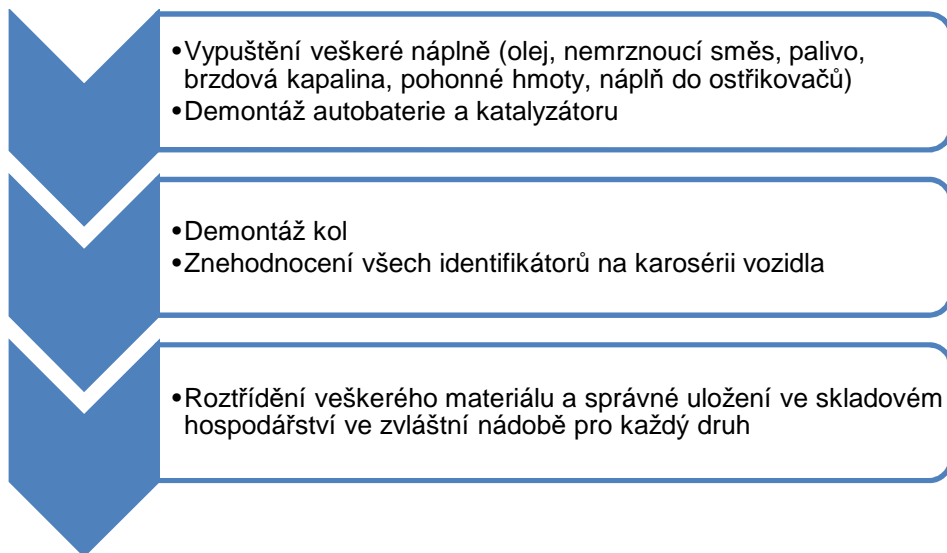 •Vypuštění veškeré náplně (olej, nemrznoucí směs, palivo,
brzdová kapalina, pohonné hmoty, náplň do ostřikovačů)
•Demontáž autobaterie a katalyzátoru
•Demontáž kol
•Znehodnocení všech identifikátorů na karosérii vozidla
•Roztřídění veškerého materiálu a správné uložení ve skladovém
hospodářství ve zvláštní nádobě pro každý druh